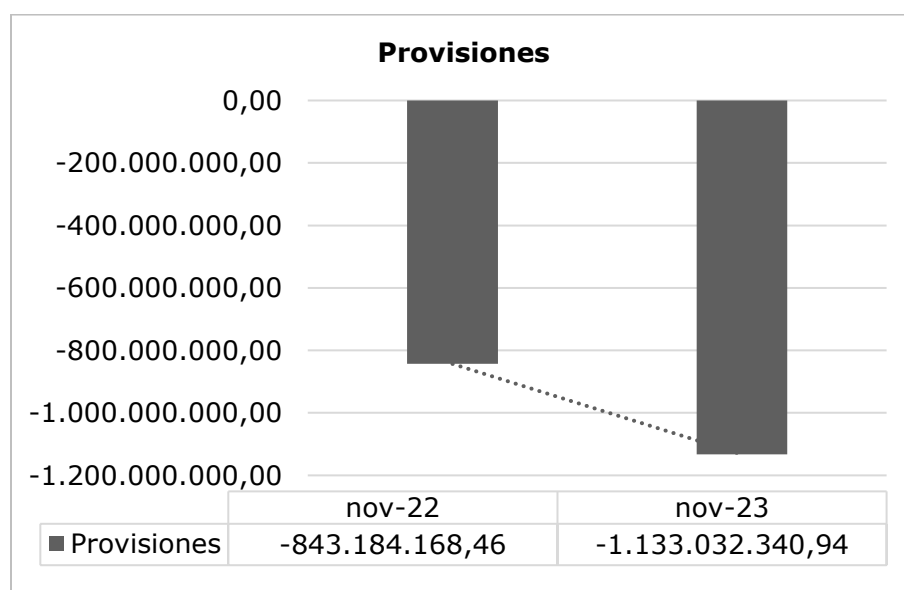 Provisiones
0,00
-200.000.000,00
-400.000.000,00
-600.000.000,00
-800.000.000,00
-1.000.000.000,00
-1.200.000.000,00
nov-22 nov-23
Provisiones -843.184.168,46 -1.133.032.340,94